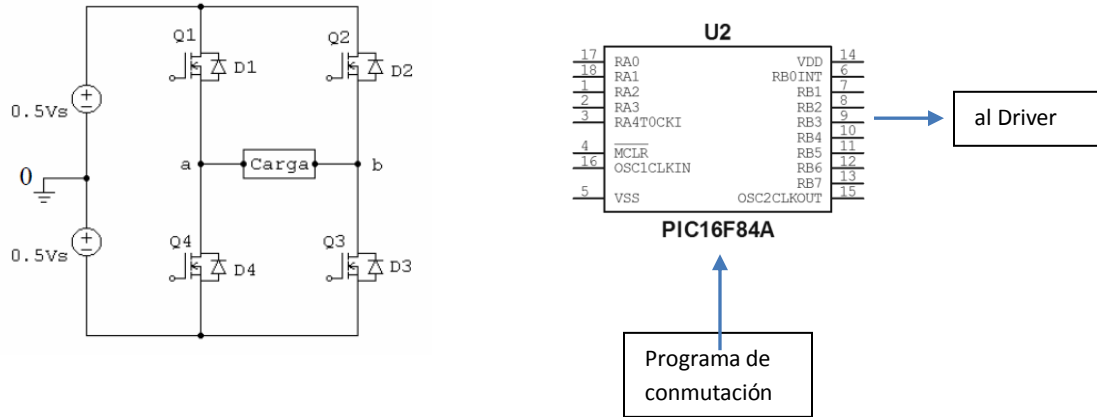 Q1
Q2
D1
D2
0.5Vs
a
Carga
b
0
Q4
Q3
0.5Vs
D4
D3
U2
17 RA0 VDD 14
18 RA1 RB0INT 6
1 RA2 RB1 7
2 RA3 RB2 8
3 RA4T0CKI RB3 9
RB4 10
4 MCLR RB5 11
16 OSC1CLKIN RB6 12
RB7 13
5 VSS OSC2CLKOUT 15
PIC16F84A
al Driver
Programa de
conmutación